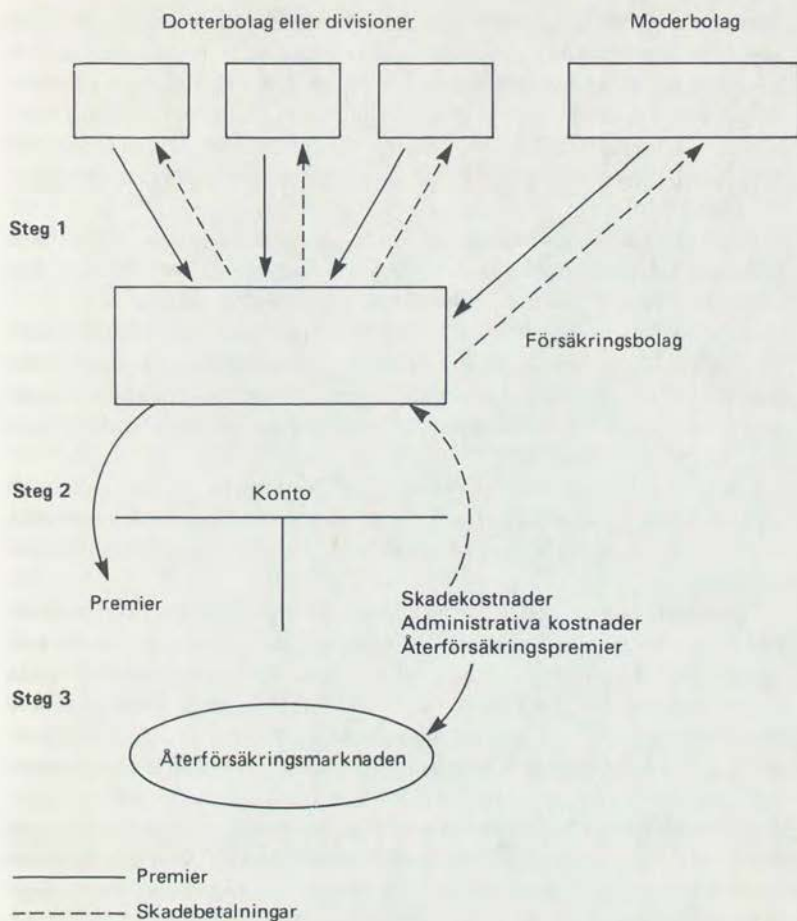 Dotterbolag eller divisioner
Moderbolag
Steg 1
Försäkringsbolag
Steg 2
Konto
Premier
Skadekostnader
Administrativa kostnader
Återförsäkringspremier
Steg 3
Återförsäkringsmarknaden
Premier
Skadebetalningar